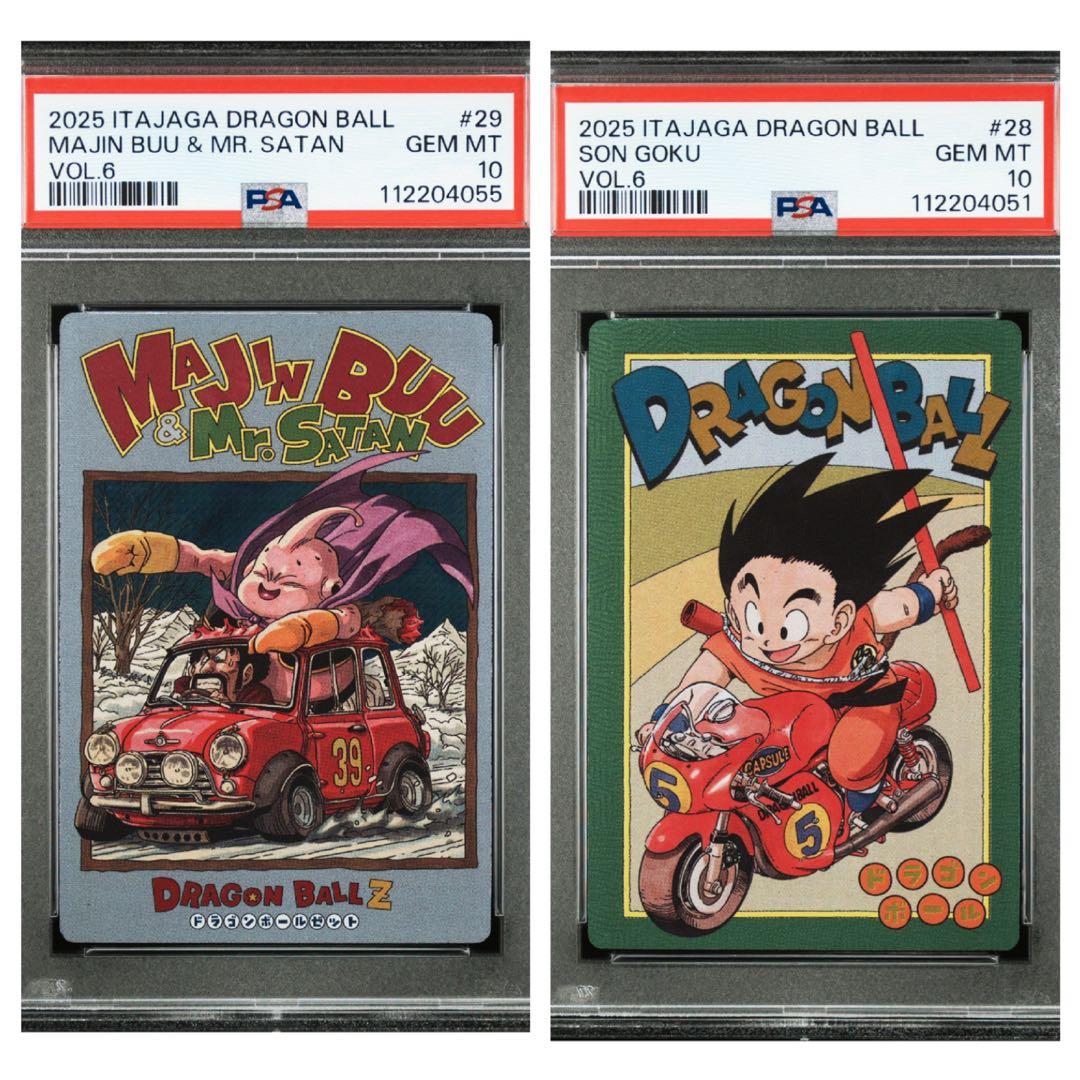 2025 ITAJAGA DRAGON BALL #29
MAJIN BUU & MR. SATAN GEM MT
VOL.6 10
PSA 112204055
MAJIN BUU
& Mr. SATAN
39
DRAGON BALL Z
ドラゴンボールゼット
2025 ITAJAGA DRAGON BALL #28
SON GOKU GEM MT
VOL.6 10
PSA 112204051
DRAGON BALL
CAPSULE
5
DRAGON BALL
5
ドラゴン
ボール